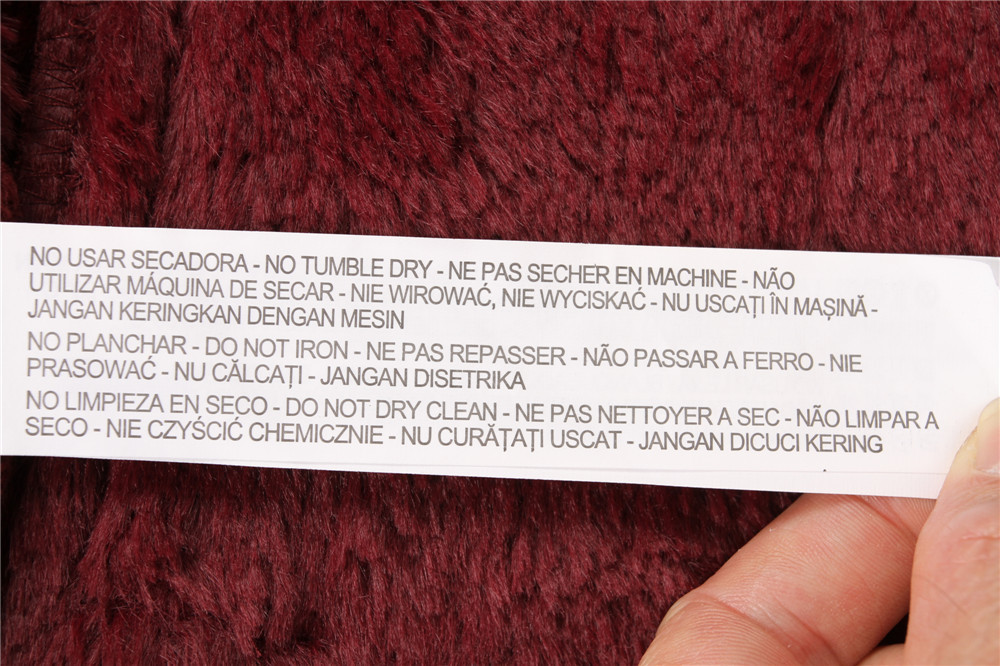 NO USAR SECADORA - NO TUMBLE DRY - NE PAS SECHER EN MACHINE - NÃO
UTILIZAR MÁQUINA DE SECAR - NIE WIROWAĆ, NIE WYCISKAĆ - NU USCAȚI ÎN MAȘINĂ -
JANGAN KERINGKAN DENGAN MESIN
NO PLANCHAR - DO NOT IRON - NE PAS REPASSER - NÃO PASSAR A FERRO - NIE
PRASOWAĆ - NU CĂLCAȚI - JANGAN DISETRIKA
NO LIMPIEZA EN SECO - DO NOT DRY CLEAN - NE PAS NETTOYER A SEC - NÃO LIMPAR A
SECO - NIE CZYŚCIĆ CHEMICZNIE - NU CURĂȚAȚI USCAT - JANGAN DICUCI KERING